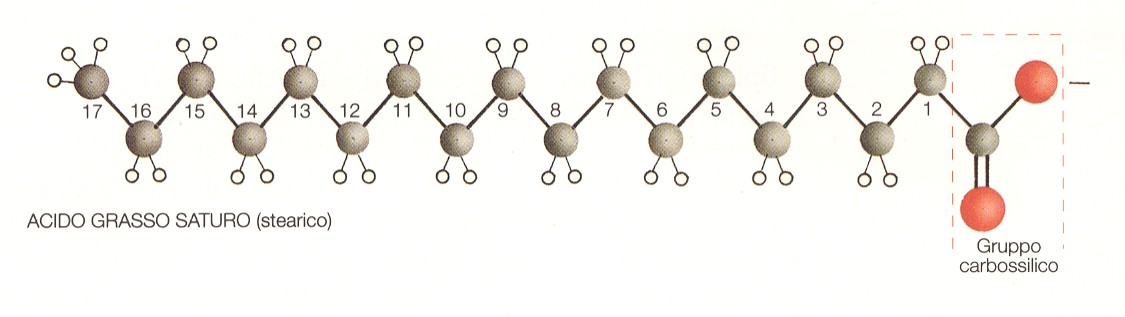 17 16 15 14 13 12 11 10 9 8 7 6 5 4 3 2 1
ACIDO GRASSO SATURO (stearico)
Gruppo
carbossilico